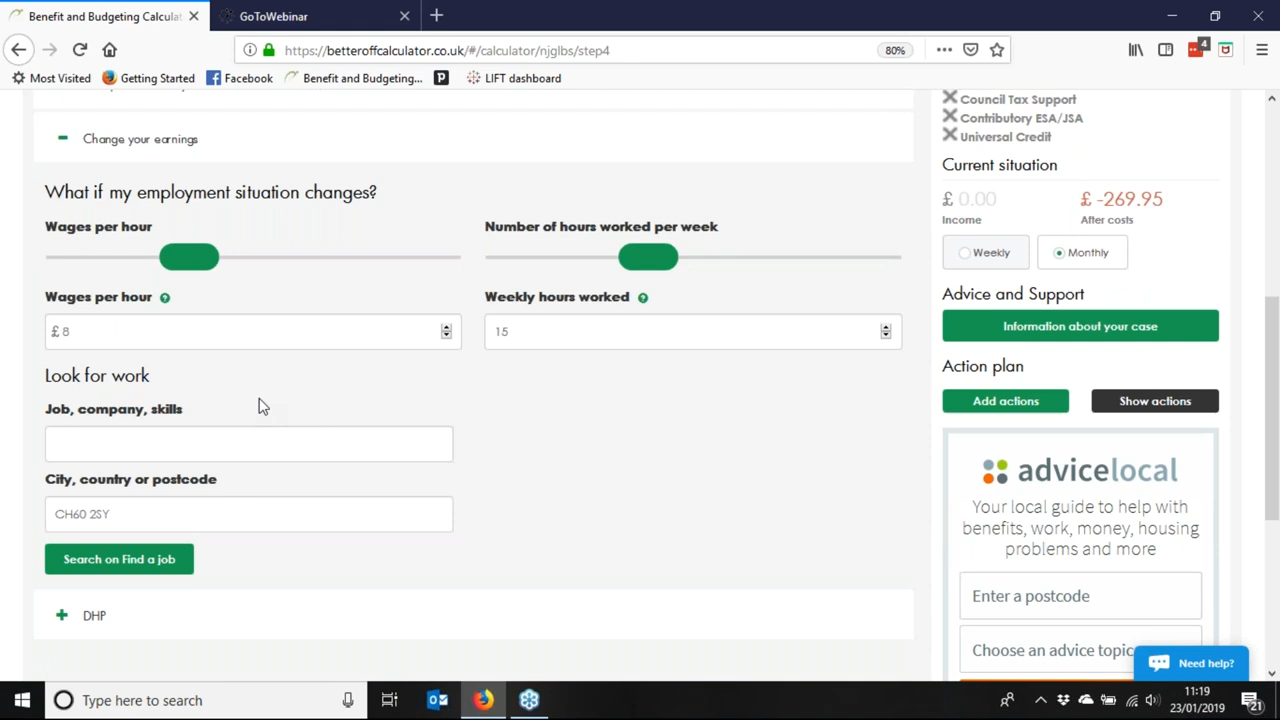 Benefit and Budgeting Calculat
GoToWebinar
https://betteroffcalculator.co.uk/#/calculator/njglbs/step4
80%
4
Most Visited
Getting Started
Facebook
Benefit and Budgeting...
LIFT dashboard
Change your earnings
What if my employment situation changes?
Wages per hour
Number of hours worked per week
Wages per hour
Weekly hours worked
£ 8
15
Look for work
Job, company, skills
City, country or postcode
CH60 2SY
Search on Find a job
DHP
Council Tax Support
Contributory ESA/JSA
Universal Credit
Current situation
£ 0.00
£ -269.95
Income
After costs
Weekly
Monthly
Advice and Support
Information about your case
Action plan
Add actions
Show actions
advicelocal
Your local guide to help with
benefits, work, money, housing
problems and more
Enter a postcode
Choose an advice topic
Need help?
Type here to search
11:19
23/01/2019
21